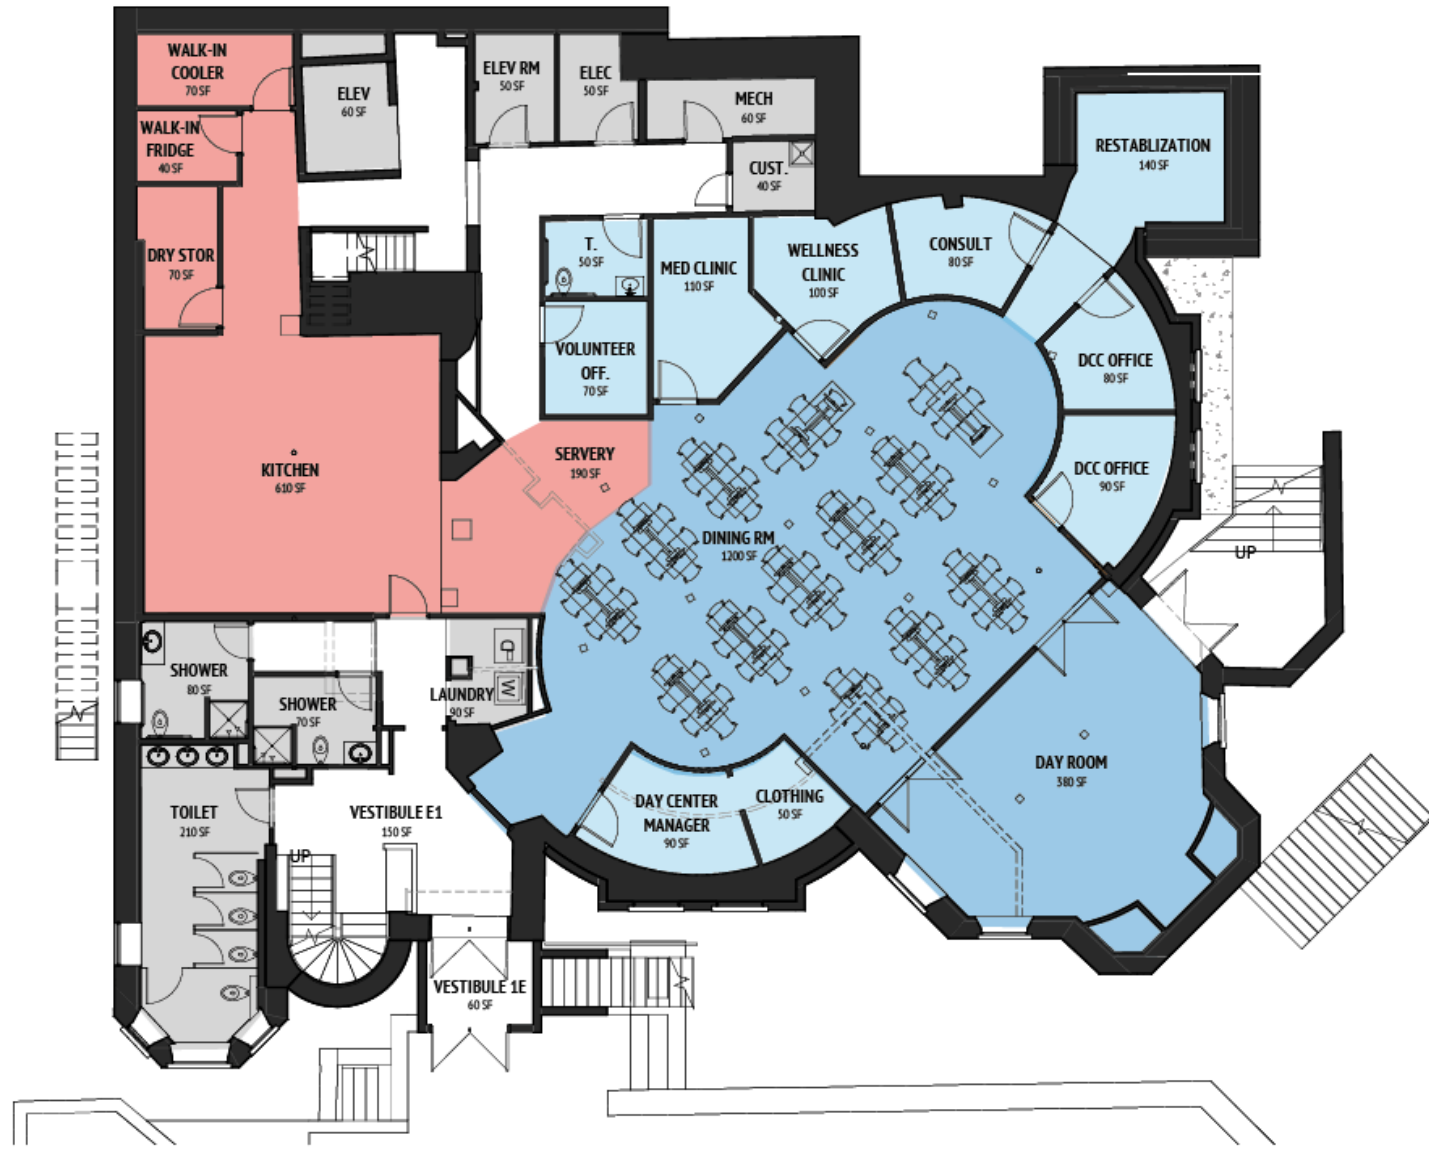 WALK-IN
COOLER
70 SF
ELEV
60 SF
ELEV RM
50 SF
ELEC
50 SF
MECH
60 SF
WALK-IN
FRIDGE
40 SF
CUST.
40 SF
RESTABLIZATION
140 SF
DRY STOR
70 SF
T.
50 SF
MED CLINIC
110 SF
WELLNESS
CLINIC
100 SF
CONSULT
80 SF
VOLUNTEER
OFF.
70 SF
DCC OFFICE
80 SF
KITCHEN
610 SF
SERVERY
190 SF
DCC OFFICE
90 SF
DINING RM
1200 SF
UP
SHOWER
80 SF
SHOWER
70 SF
D
LAUNDRY
90 SF
W
DAY ROOM
380 SF
TOILET
210 SF
VESTIBULE E1
150 SF
DAY CENTER
MANAGER
90 SF
CLOTHING
50 SF
UP
VESTIBULE 1E
60 SF